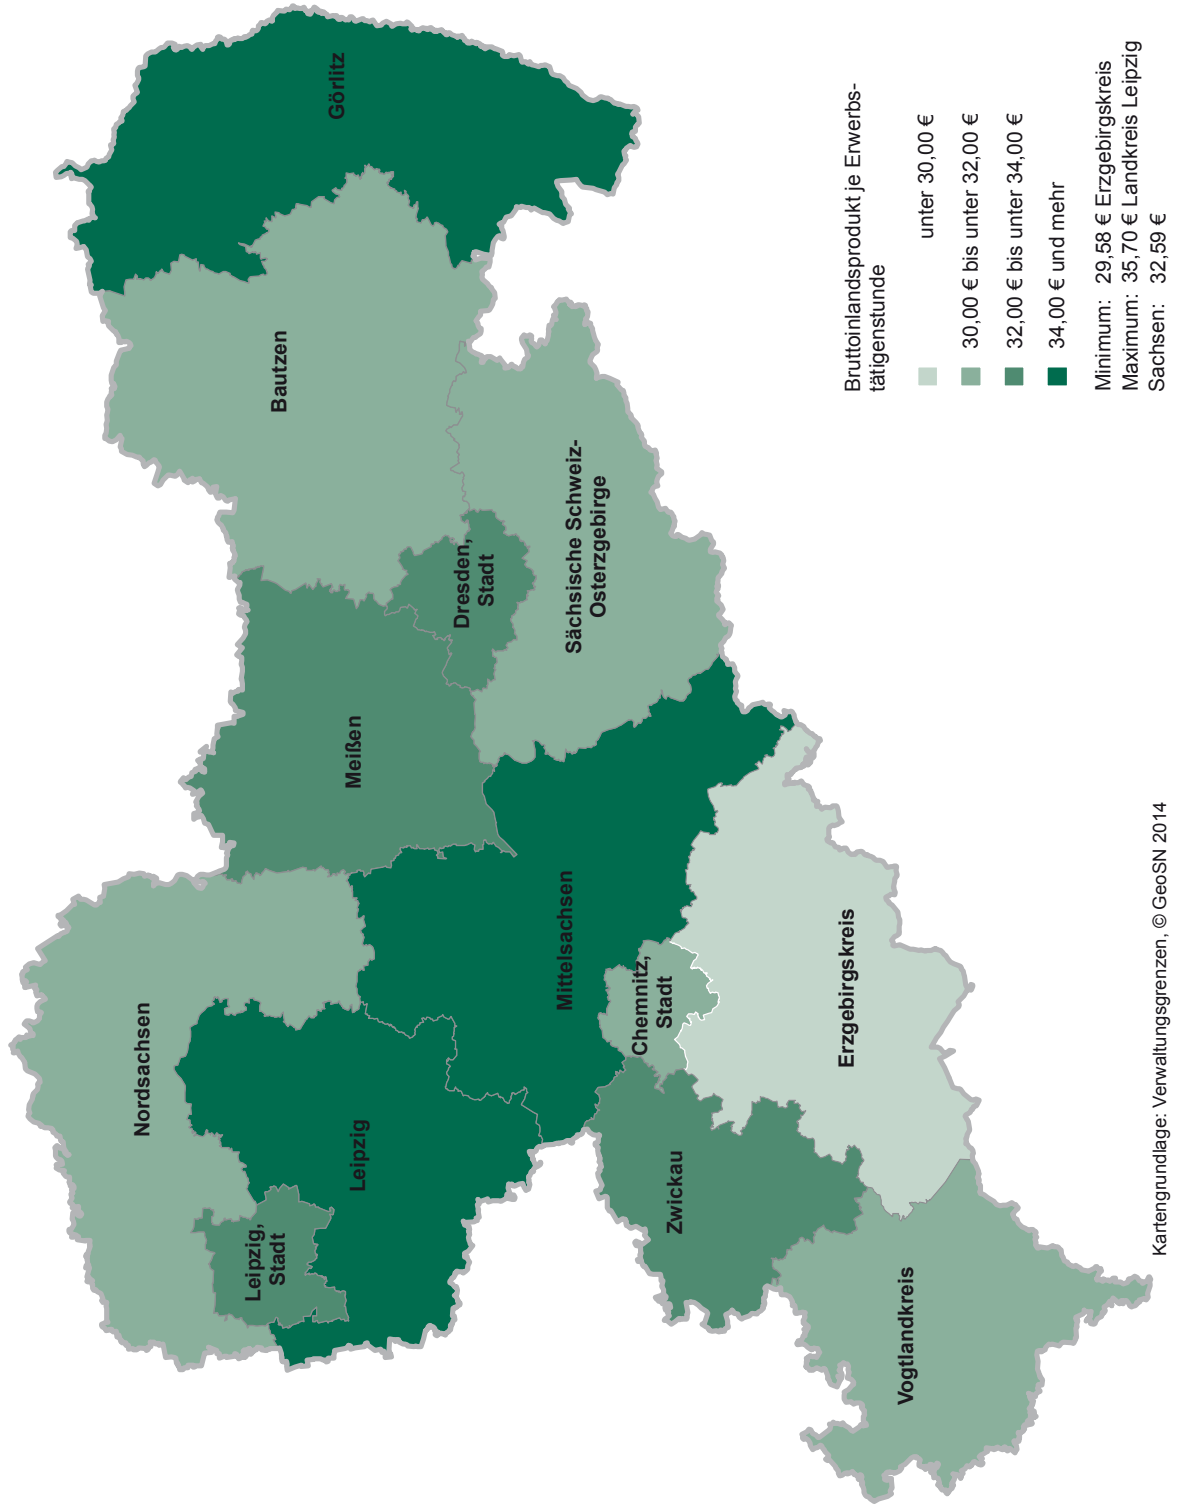 Nordsachsen
Leipzig,
Stadt
Leipzig
Meißen
Bautzen
Görlitz
Dresden,
Stadt
Mittelsachsen
Sächsische Schweiz-
Osterzgebirge
Chemnitz,
Stadt
Zwickau
Erzgebirgskreis
Vogtlandkreis
Bruttoinlandsprodukt je Erwerbs-
tätigenstunde
unter 30,00 €
30,00 € bis unter 32,00 €
32,00 € bis unter 34,00 €
34,00 € und mehr
Minimum: 29,58 € Erzgebirgskreis
Maximum: 35,70 € Landkreis Leipzig
Sachsen: 32,59 €
Kartengrundlage: Verwaltungsgrenzen, © GeoSN 2014